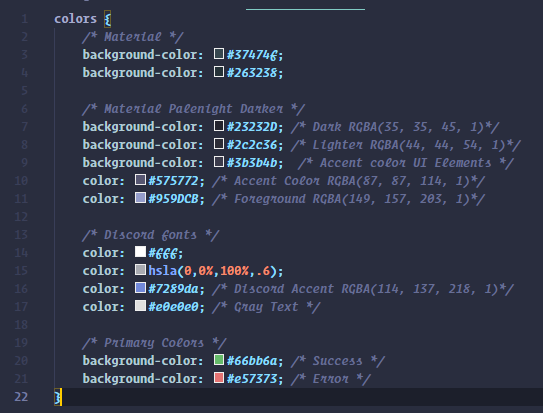 1 colors {
2 /* Material */
3 background-color: #37474f;
4 background-color: #263238;
5
6 /* Material Palenight Darker */
7 background-color: #23232D; /* Dark RGBA(35, 35, 45, 1)*/
8 background-color: #2c2c36; /* Lighter RGBA(44, 44, 54, 1)*/
9 background-color: #3b3b4b; /* Accent color UI Elements */
10 color: #575772; /* Accent Color RGBA(87, 87, 114, 1)*/
11 color: #959DCB; /* Foreground RGBA(149, 157, 203, 1)*/
12
13 /* Discord fonts */
14 color: #fff;
15 color: hsla(0,0%,100%,.6);
16 color: #7289da; /* Discord Accent RGBA(114, 137, 218, 1)*/
17 color: #e0e0e0; /* Gray Text */
18
19 /* Primary Colors */
20 background-color: #66bb6a; /* Success */
21 background-color: #e57373; /* Error */
22 }